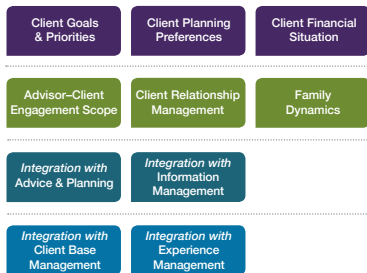 Client Goals
& Priorities
Client Planning
Preferences
Client Financial
Situation
Advisor–Client
Engagement Scope
Client Relationship
Management
Family
Dynamics
Integration with
Advice & Planning
Integration with
Information
Management
Integration with
Client Base
Management
Integration with
Experience
Management